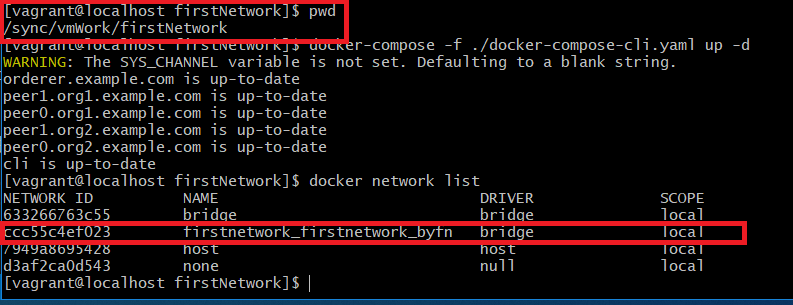 [vagrant@localhost firstNetwork]$ pwd
/sync/vmWork/firstNetwork
[vagrant@localhost firstNetwork]$ docker-compose -f ./docker-compose-cli.yaml up -d
WARNING: The SYS_CHANNEL variable is not set. Defaulting to a blank string.
orderer.example.com is up-to-date
peer1.org1.example.com is up-to-date
peer0.org1.example.com is up-to-date
peer1.org2.example.com is up-to-date
peer0.org2.example.com is up-to-date
cli is up-to-date
[vagrant@localhost firstNetwork]$ docker network list
NETWORK ID NAME DRIVER SCOPE
633266763c55 bridge bridge local
ccc55c4ef023 firstnetwork_firstnetwork_byfn bridge local
7949a8695428 host host local
d3af2ca0d543 none null local
[vagrant@localhost firstNetwork]$